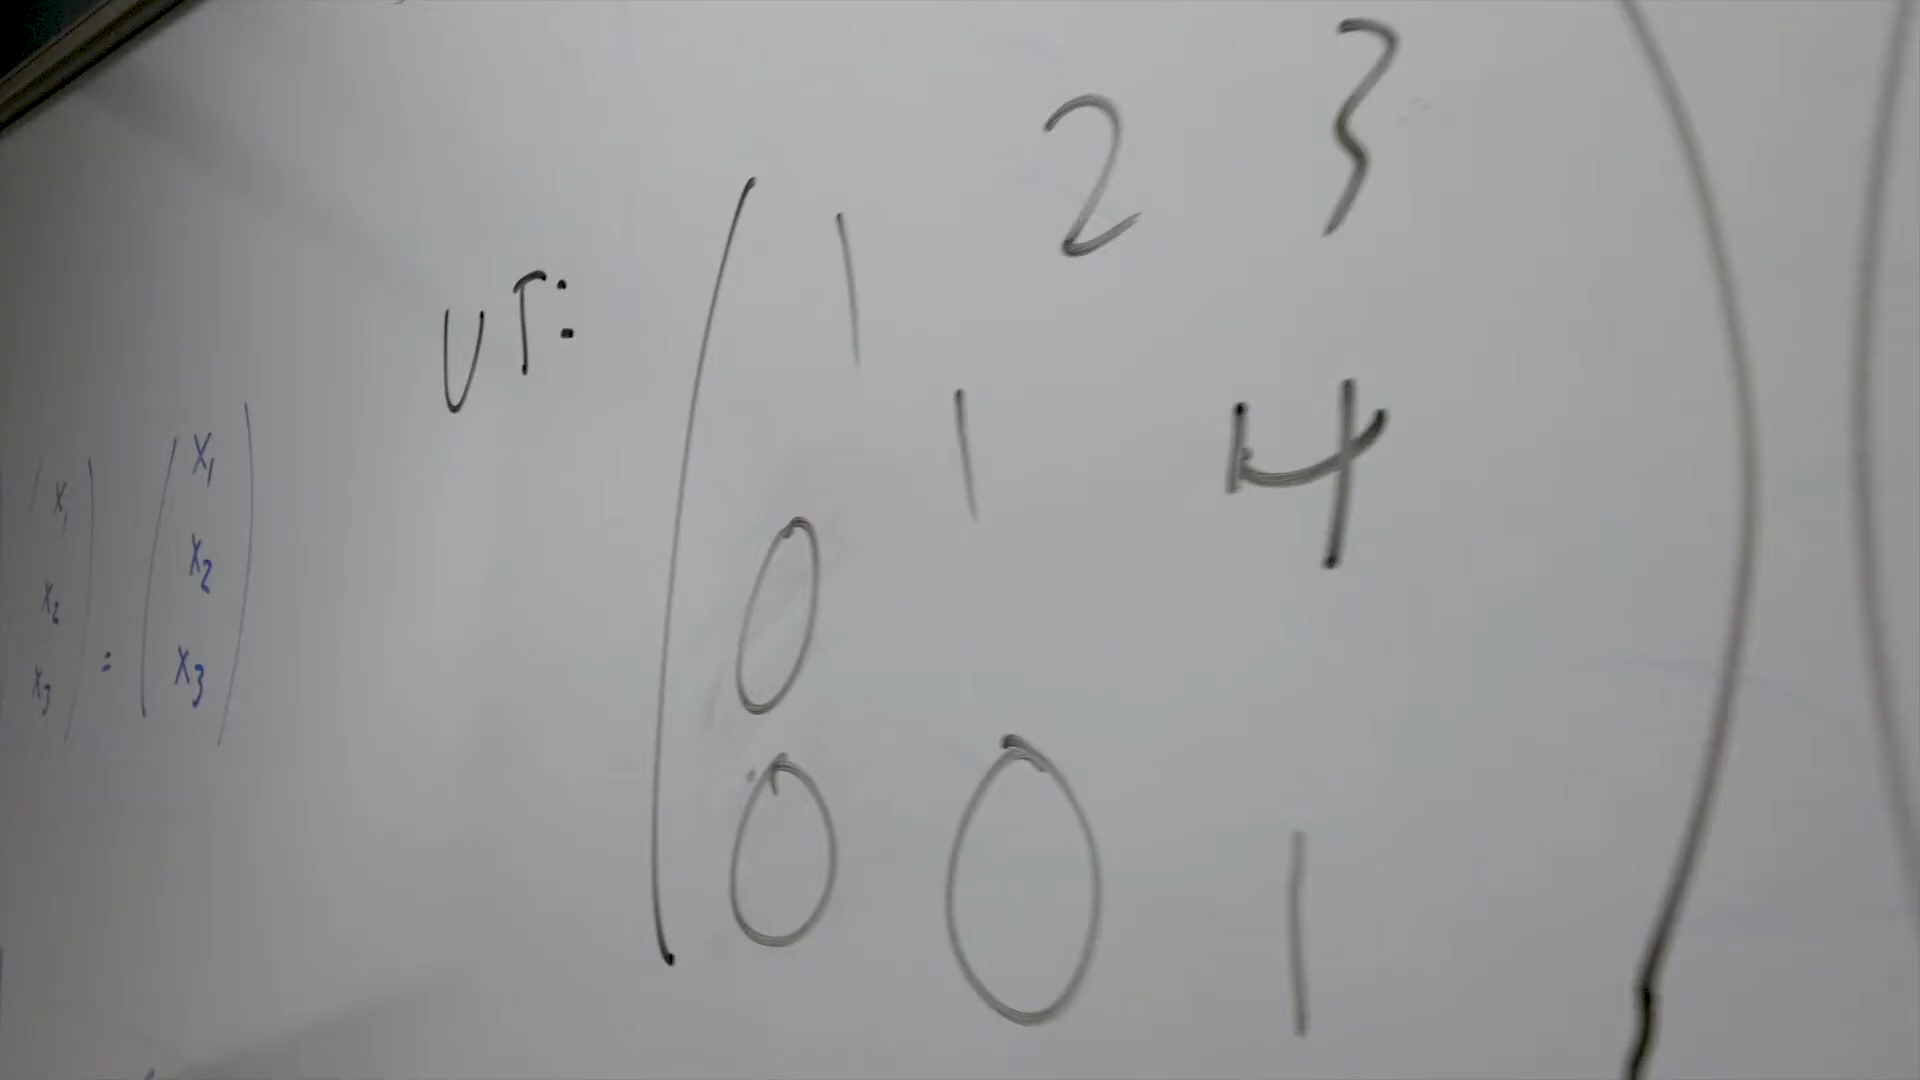 UT: ( 1 2 3
0 1 4
0 0 1 )
( x₁ ) ( x₁ )
x₂ x₂
x₃ = x₃